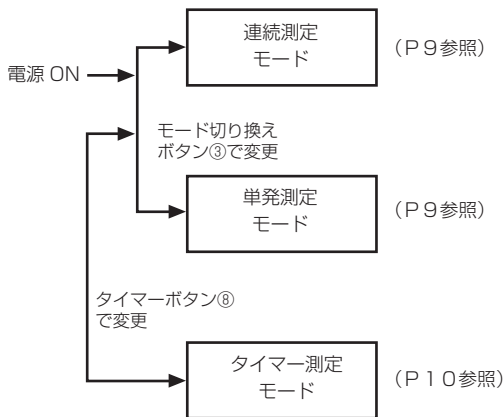 連続測定
モード
（P9参照）
電源 ON
モード切り換え
ボタン③で変更
単発測定
モード
（P9参照）
タイマーボタン⑧
で変更
タイマー測定
モード
（P10参照）